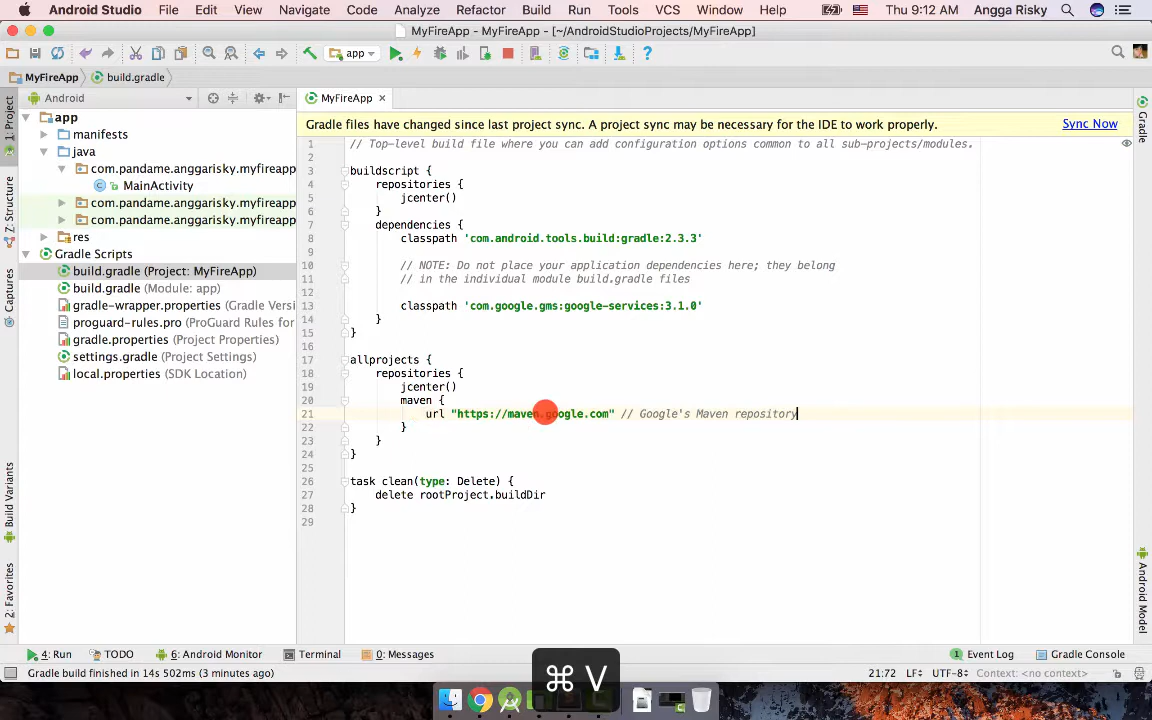 Android Studio File Edit View Navigate Code Analyze Refactor Build Run Tools VCS Window Help Thu 9:12 AM Angga Risky
MyFireApp - MyFireApp - [~/AndroidStudioProjects/MyFireApp]
app
MyFireApp build.gradle
Android
MyFireApp
1: Project
Z: Structure
Captures
Build Variants
2: Favorites
app
manifests
java
com.pandame.anggarisky.myfireapp
MainActivity
com.pandame.anggarisky.myfireapp
com.pandame.anggarisky.myfireapp
res
Gradle Scripts
build.gradle (Project: MyFireApp)
build.gradle (Module: app)
gradle-wrapper.properties (Gradle Versi
proguard-rules.pro (ProGuard Rules for
gradle.properties (Project Properties)
settings.gradle (Project Settings)
local.properties (SDK Location)
Gradle files have changed since last project sync. A project sync may be necessary for the IDE to work properly. Sync Now
1 // Top-level build file where you can add configuration options common to all sub-projects/modules.
2
3 buildscript {
4 repositories {
5 jcenter()
6 }
7 dependencies {
8 classpath 'com.android.tools.build:gradle:2.3.3'
9
10 // NOTE: Do not place your application dependencies here; they belong
11 // in the individual module build.gradle files
12
13 classpath 'com.google.gms:google-services:3.1.0'
14 }
15 }
16
17 allprojects {
18 repositories {
19 jcenter()
20 maven {
21 url "https://maven.google.com" // Google's Maven repository
22 }
23 }
24 }
25
26 task clean(type: Delete) {
27 delete rootProject.buildDir
28 }
29
Gradle
Android Model
4: Run TODO 6: Android Monitor Terminal 0: Messages 1 Event Log Gradle Console
Gradle build finished in 14s 502ms (3 minutes ago) 21:72 LF UTF-8 Context: <no context>
⌘ V